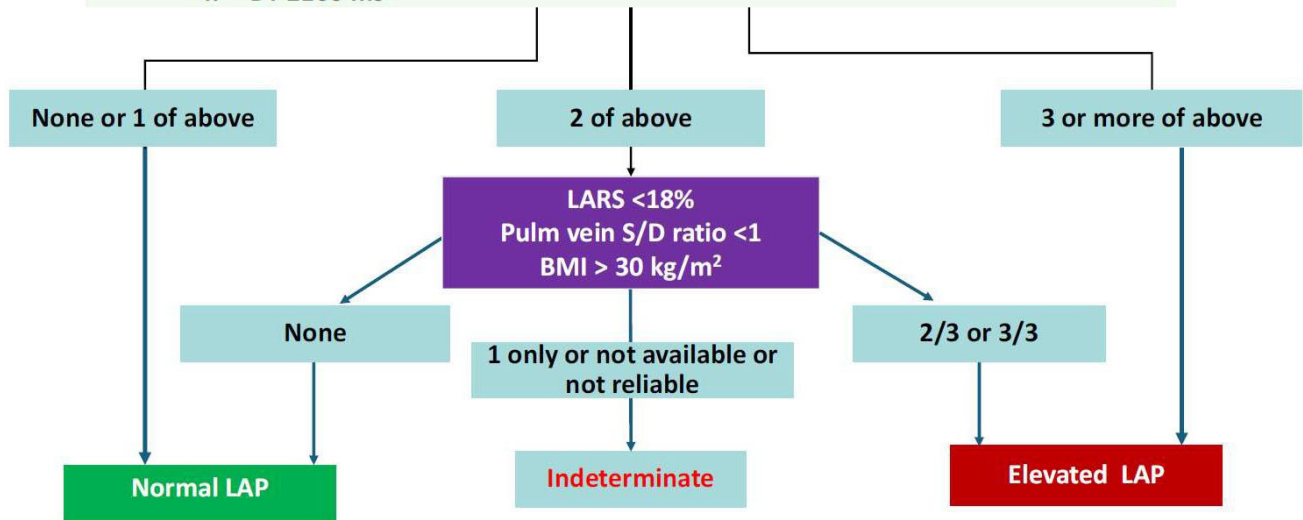 None or 1 of above
2 of above
3 or more of above
LARS <18%
Pulm vein S/D ratio <1
BMI > 30 kg/m²
None
1 only or not available or
not reliable
2/3 or 3/3
Normal LAP
Indeterminate
Elevated LAP